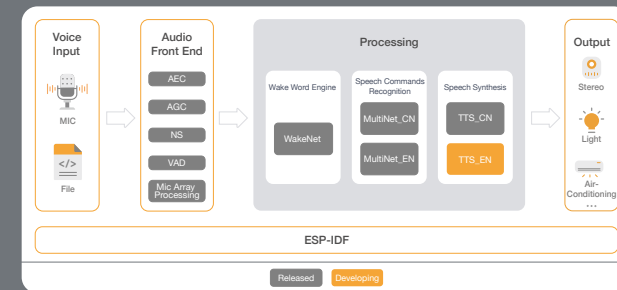 Voice
Input
MIC
</>
File
Audio
Front End
AEC
AGC
NS
VAD
Mic Array
Processing
Processing
Wake Word Engine
WakeNet
Speech Commands
Recognition
MultiNet_CN
MultiNet_EN
Speech Synthesis
TTS_CN
TTS_EN
Output
Stereo
Light
Air-
Conditioning
...
ESP-IDF
Released
Developing